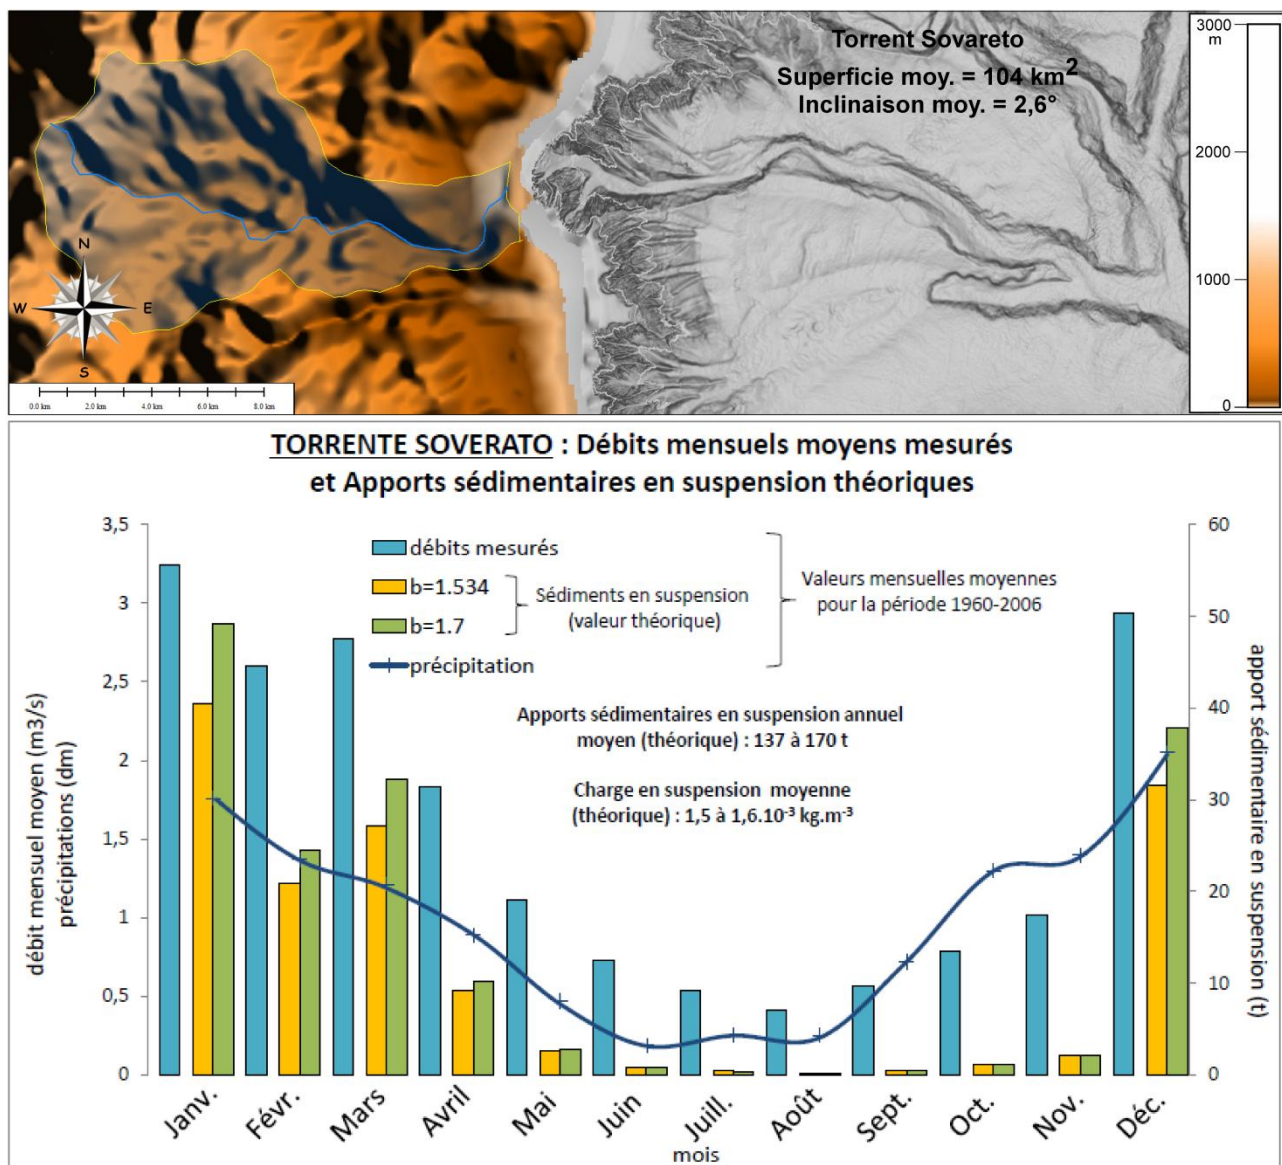 Torrent Sovareto
Superficie moy. = 104 km²
Inclinaison moy. = 2,6°
3000
m
2000
1000
0
N
W
E
S
0.0 km
2.0 km
4.0 km
6.0 km
8.0 km
TORRENTE SOVERATO : Débits mensuels moyens mesurés
et Apports sédimentaires en suspension théoriques
débits mesurés
b=1.534
b=1.7
précipitation
Sédiments en suspension
(valeur théorique)
Valeurs mensuelles moyennes
pour la période 1960-2006
Apports sédimentaires en suspension annuel
moyen (théorique) : 137 à 170 t
Charge en suspension moyenne
(théorique) : 1,5 à 1,6.10⁻³ kg.m⁻³
débit mensuel moyen (m3/s)
précipitations (dm)
3,5
3
2,5
2
1,5
1
0,5
0
60
50
40
30
20
10
0
apport sédimentaire en suspension (t)
Janv.
Févr.
Mars
Avril
Mai
Juin
Juill.
Août
Sept.
Oct.
Nov.
Déc.
mois